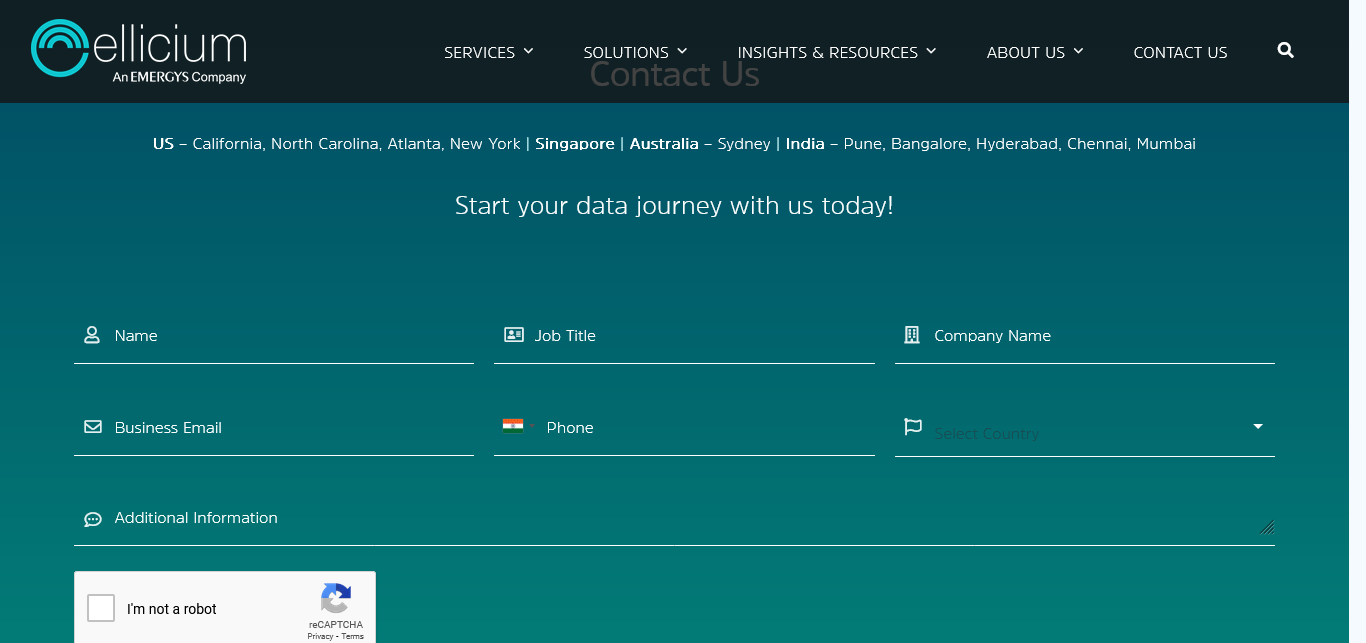 ellicium
An EMERGYS Company
SERVICES SOLUTIONS INSIGHTS & RESOURCES ABOUT US CONTACT US
Contact Us
US – California, North Carolina, Atlanta, New York | Singapore | Australia – Sydney | India – Pune, Bangalore, Hyderabad, Chennai, Mumbai
Start your data journey with us today!
Name Job Title Company Name
Business Email Phone Select Country
Additional Information
I'm not a robot
reCAPTCHA
Privacy - Terms